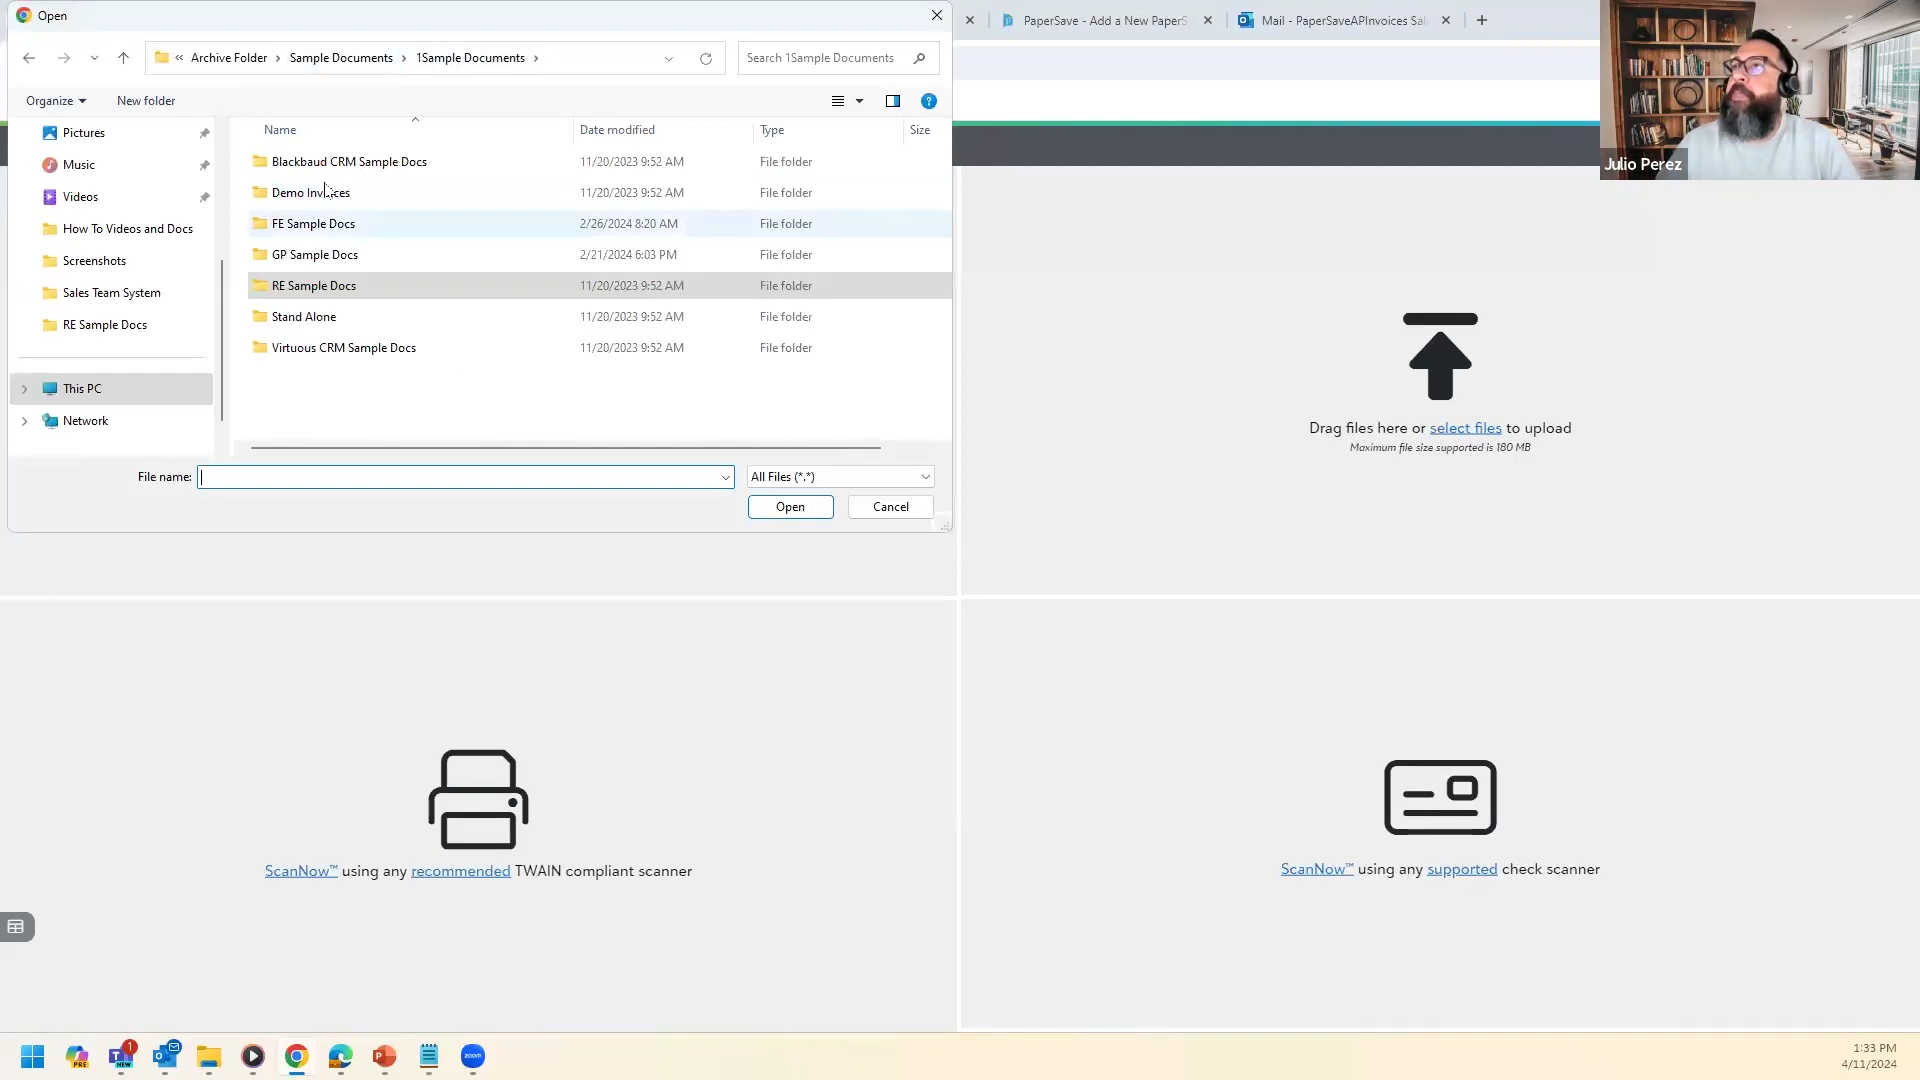 Open
PaperSave - Add a New PaperS
Mail - PaperSaveAPInvoices Sal
« Archive Folder > Sample Documents > 1Sample Documents >
Search 1Sample Documents
Organize
New folder
Name
Date modified
Type
Size
Pictures
Music
Videos
How To Videos and Docs
Screenshots
Sales Team System
RE Sample Docs
This PC
Network
Blackbaud CRM Sample Docs 11/20/2023 9:52 AM File folder
Demo Invoices 11/20/2023 9:52 AM File folder
FE Sample Docs 2/26/2024 8:20 AM File folder
GP Sample Docs 2/21/2024 6:03 PM File folder
RE Sample Docs 11/20/2023 9:52 AM File folder
Stand Alone 11/20/2023 9:52 AM File folder
Virtuous CRM Sample Docs 11/20/2023 9:52 AM File folder
File name:
All Files (*.*)
Open
Cancel
Julio Perez
Drag files here or select files to upload
Maximum file size supported is 180 MB
ScanNow™ using any recommended TWAIN compliant scanner
ScanNow™ using any supported check scanner
PRE
1
NEW
zoom
1:33 PM
4/11/2024